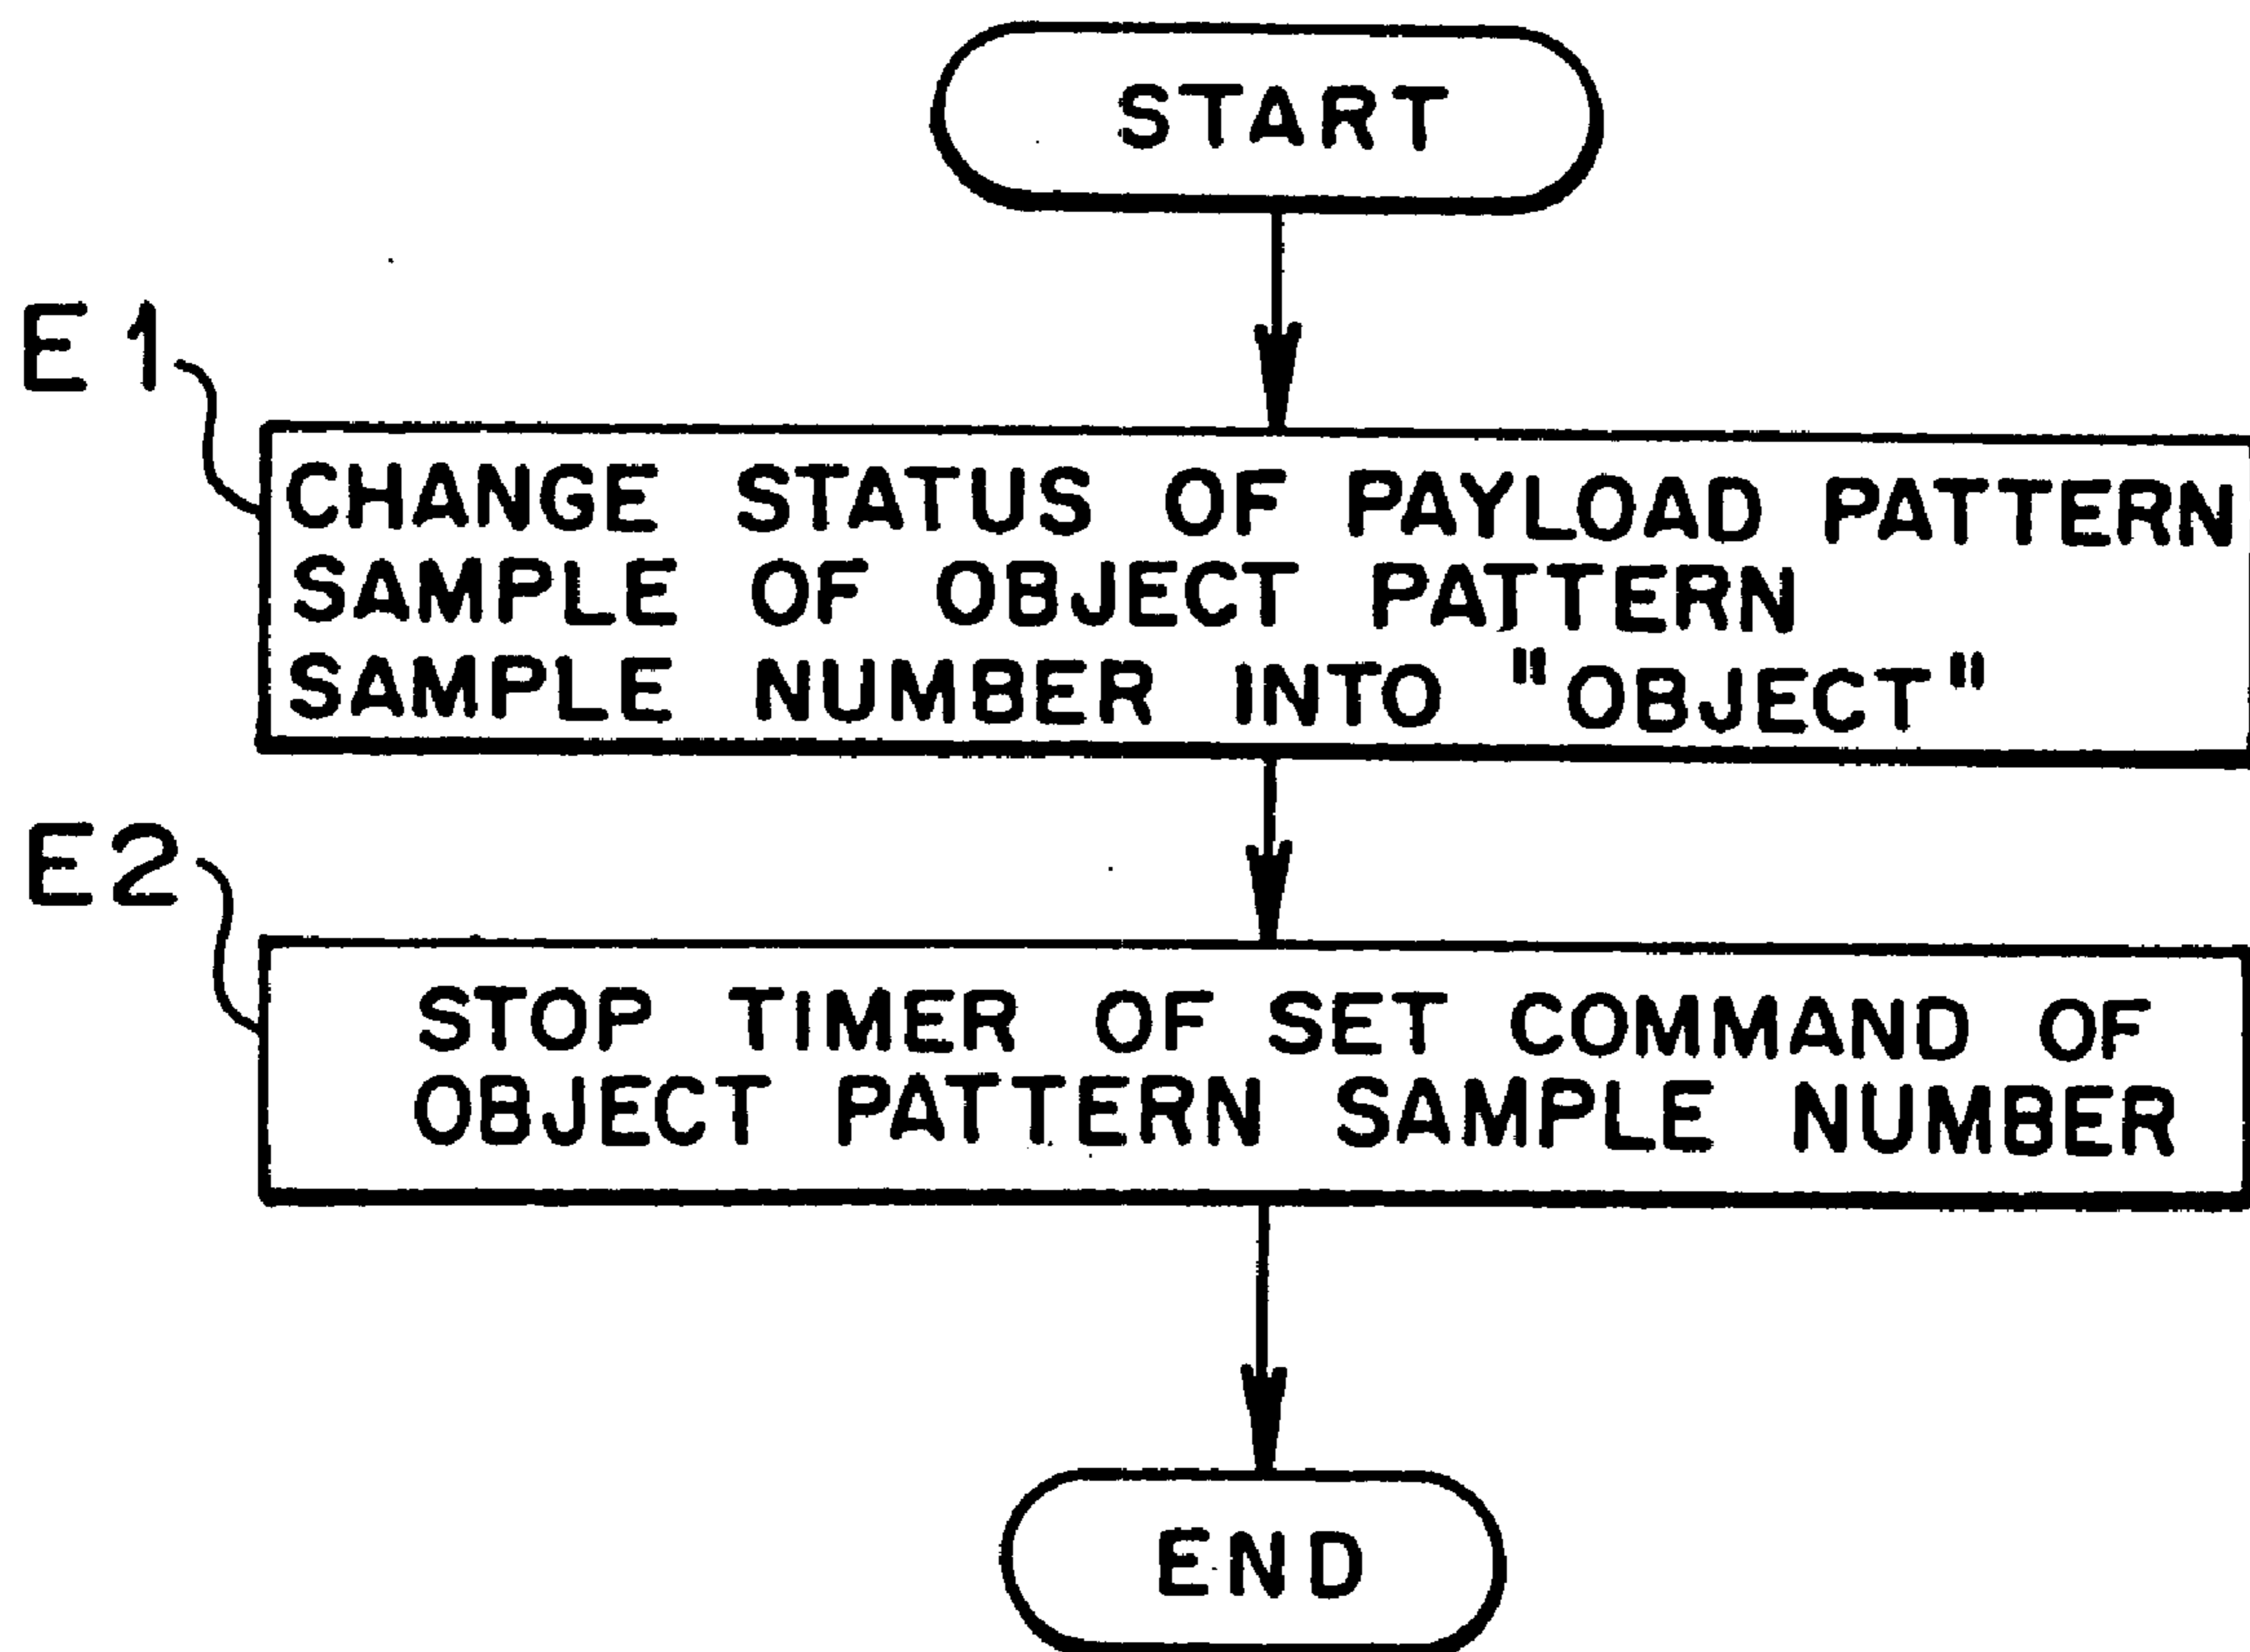 START
E1
CHANGE STATUS OF PAYLOAD PATTERN
SAMPLE OF OBJECT PATTERN
SAMPLE NUMBER INTO "OBJECT"
E2
STOP TIMER OF SET COMMAND OF
OBJECT PATTERN SAMPLE NUMBER
END